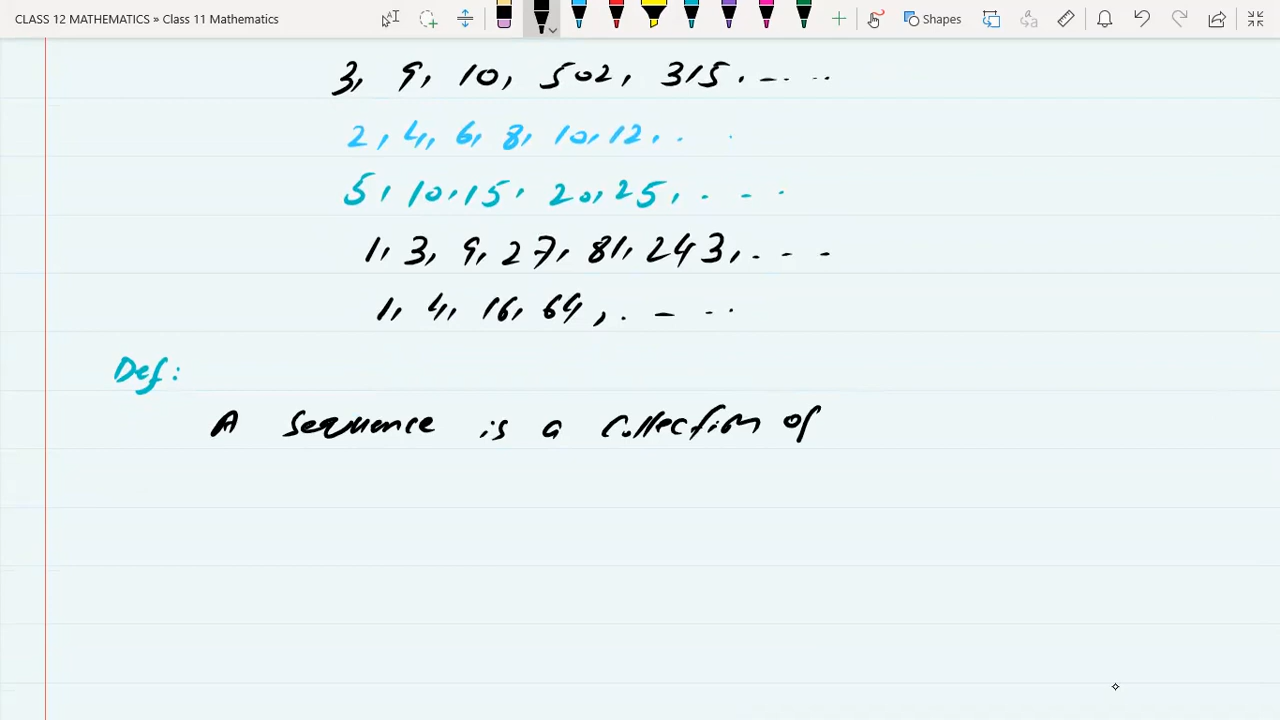 CLASS 12 MATHEMATICS » Class 11 Mathematics
Shapes
3, 9, 10, 502, 315, ....
2, 4, 6, 8, 10, 12, . .
5, 10, 15, 20, 25, . - .
1, 3, 9, 27, 81, 243, . - - -
1, 4, 16, 64, . - . .
Def:
A sequence is a collection of